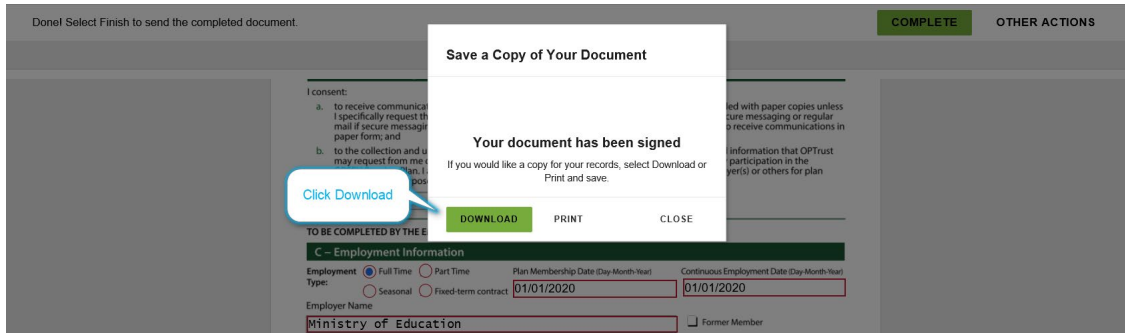 Done! Select Finish to send the completed document.
COMPLETE
OTHER ACTIONS
Save a Copy of Your Document
Your document has been signed
If you would like a copy for your records, select Download or
Print and save.
DOWNLOAD
PRINT
CLOSE
Click Download
I consent:
a. to receive led with paper copies unless
I specifically request cure messaging or regular
mail if secure o receive communications in
paper form; and
b. to the collection and information that OPTrust
may request from me participation in the
yer(s) or others for plan
TO BE COMPLETED BY THE
C – Employment Information
Employment Type: Full Time Part Time Seasonal Fixed-term contract
Plan Membership Date (Day-Month-Year)
01/01/2020
Continuous Employment Date (Day-Month-Year)
01/01/2020
Employer Name
Ministry of Education
Former Member